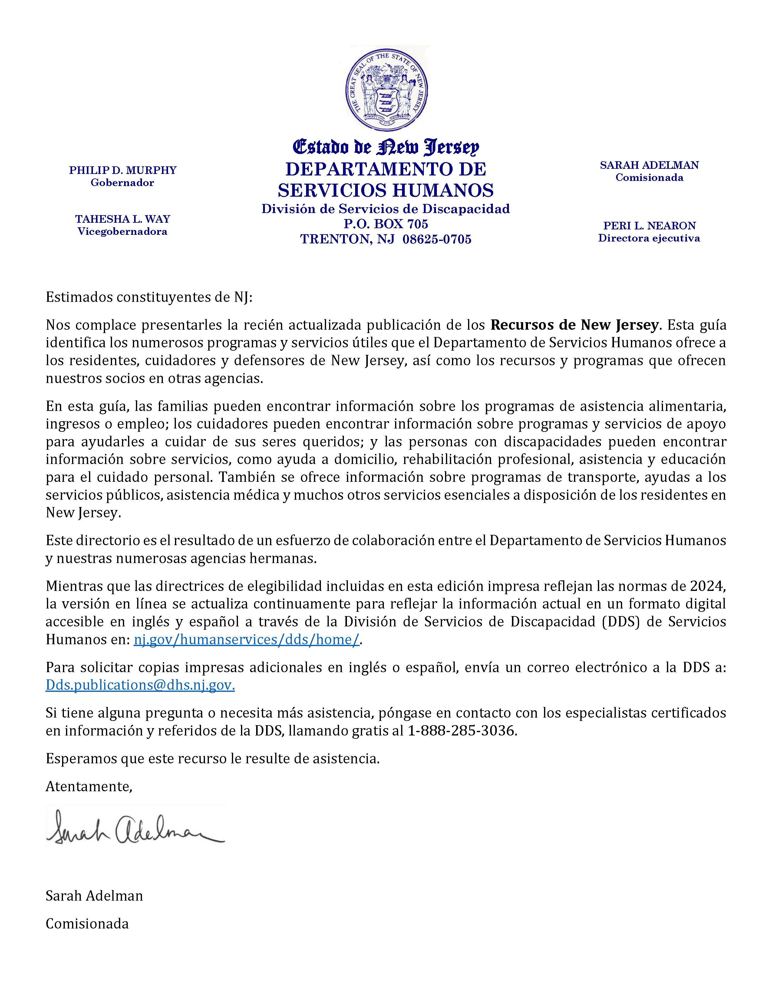 THE GREAT SEAL OF THE STATE OF NEW JERSEY
LIBERTY AND PROSPERITY
1776
Estado de New Jersey
DEPARTAMENTO DE
SERVICIOS HUMANOS
División de Servicios de Discapacidad
P.O. BOX 705
TRENTON, NJ 08625-0705
PHILIP D. MURPHY
Gobernador
TAHESHA L. WAY
Vicegobernadora
SARAH ADELMAN
Comisionada
PERI L. NEARON
Directora ejecutiva
Estimados constituyentes de NJ:
Nos complace presentarles la recién actualizada publicación de los Recursos de New Jersey. Esta guía
identifica los numerosos programas y servicios útiles que el Departamento de Servicios Humanos ofrece a
los residentes, cuidadores y defensores de New Jersey, así como los recursos y programas que ofrecen
nuestros socios en otras agencias.
En esta guía, las familias pueden encontrar información sobre los programas de asistencia alimentaria,
ingresos o empleo; los cuidadores pueden encontrar información sobre programas y servicios de apoyo
para ayudarles a cuidar de sus seres queridos; y las personas con discapacidades pueden encontrar
información sobre servicios, como ayuda a domicilio, rehabilitación profesional, asistencia y educación
para el cuidado personal. También se ofrece información sobre programas de transporte, ayudas a los
servicios públicos, asistencia médica y muchos otros servicios esenciales a disposición de los residentes en
New Jersey.
Este directorio es el resultado de un esfuerzo de colaboración entre el Departamento de Servicios Humanos
y nuestras numerosas agencias hermanas.
Mientras que las directrices de elegibilidad incluidas en esta edición impresa reflejan las normas de 2024,
la versión en línea se actualiza continuamente para reflejar la información actual en un formato digital
accesible en inglés y español a través de la División de Servicios de Discapacidad (DDS) de Servicios
Humanos en: nj.gov/humanservices/dds/home/.
Para solicitar copias impresas adicionales en inglés o español, envía un correo electrónico a la DDS a:
Dds.publications@dhs.nj.gov.
Si tiene alguna pregunta o necesita más asistencia, póngase en contacto con los especialistas certificados
en información y referidos de la DDS, llamando gratis al 1-888-285-3036.
Esperamos que este recurso le resulte de asistencia.
Atentamente,
Sarah Adelman
Sarah Adelman
Comisionada